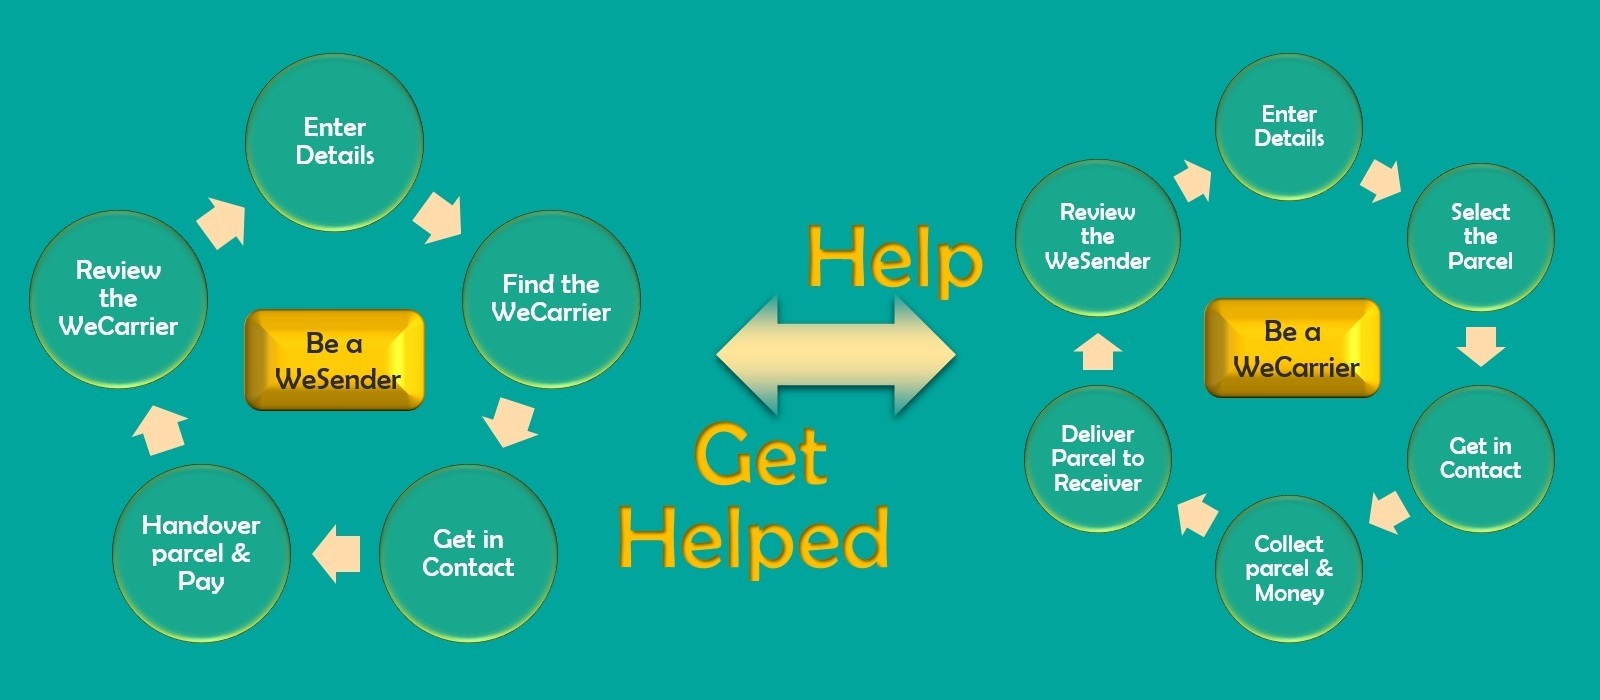 Enter
Details
Find the
WeCarrier
Get in
Contact
Handover
parcel &
Pay
Review
the
WeCarrier
Be a
WeSender
Help
Get
Helped
Enter
Details
Select
the
Parcel
Get in
Contact
Collect
parcel &
Money
Deliver
Parcel to
Receiver
Review
the
WeSender
Be a
WeCarrier